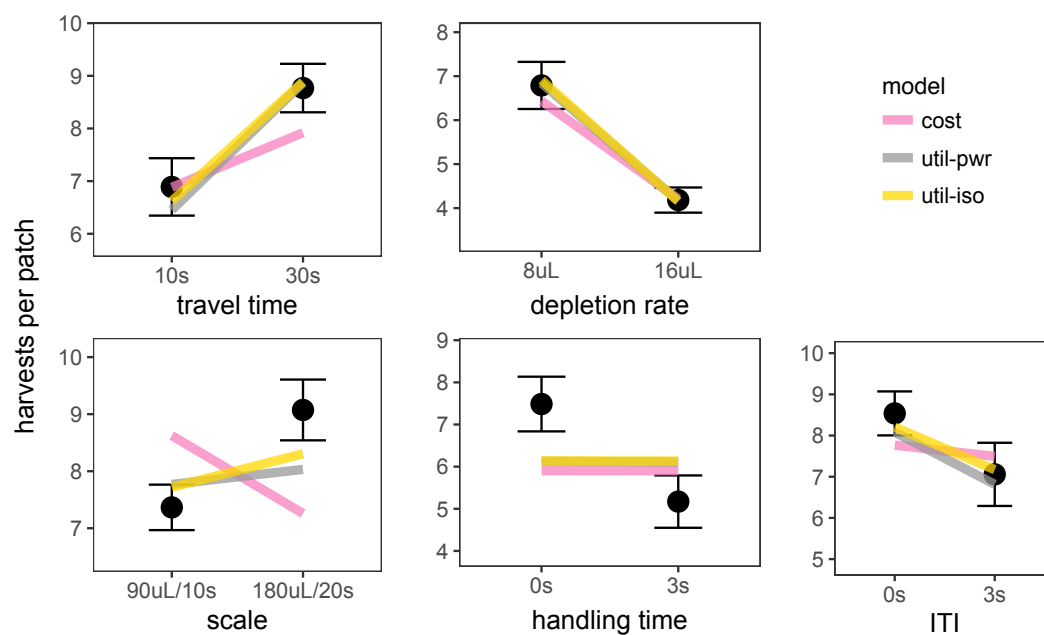 harvests per patch
10
9
8
7
6
10s
30s
travel time
8
7
6
5
4
8uL
16uL
depletion rate
model
cost
util-pwr
util-iso
10
9
8
7
90uL/10s
180uL/20s
scale
9
8
7
6
5
4
0s
3s
handling time
10
9
8
7
6
5
0s
3s
ITI